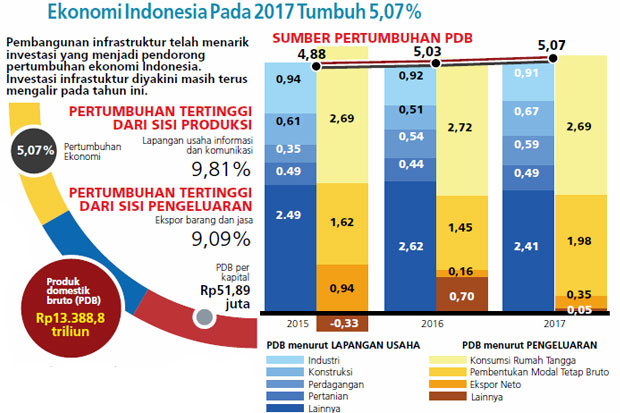 Ekonomi Indonesia Pada 2017 Tumbuh 5,07%
Pembangunan infrastruktur telah menarik
investasi yang menjadi pendorong
pertumbuhan ekonomi Indonesia.
Investasi infrastuktur diyakini masih terus
mengalir pada tahun ini.
PERTUMBUHAN TERTINGGI
DARI SISI PRODUKSI
Lapangan usaha informasi
dan komunikasi
9,81%
5,07%
Pertumbuhan
Ekonomi
PERTUMBUHAN TERTINGGI
DARI SISI PENGELUARAN
Ekspor barang dan jasa
9,09%
PDB per
kapital
Rp51,89
juta
Produk
domestik
bruto (PDB)
Rp13.388,8
triliun
SUMBER PERTUMBUHAN PDB
4,88
5,03
5,07
0,94
0,61
0,35
0.49
2.49
2,69
1,62
0,94
-0,33
0,92
0,51
0,54
0,44
2,62
2,72
1,45
0,16
0,70
0,91
0,67
0,59
0,49
2,41
2,69
1,98
0,35
0,05
2015
2016
2017
PDB menurut LAPANGAN USAHA
Industri
Konstruksi
Perdagangan
Pertanian
Lainnya
PDB menurut PENGELUARAN
Konsumsi Rumah Tangga
Pembentukan Modal Tetap Bruto
Ekspor Neto
Lainnya